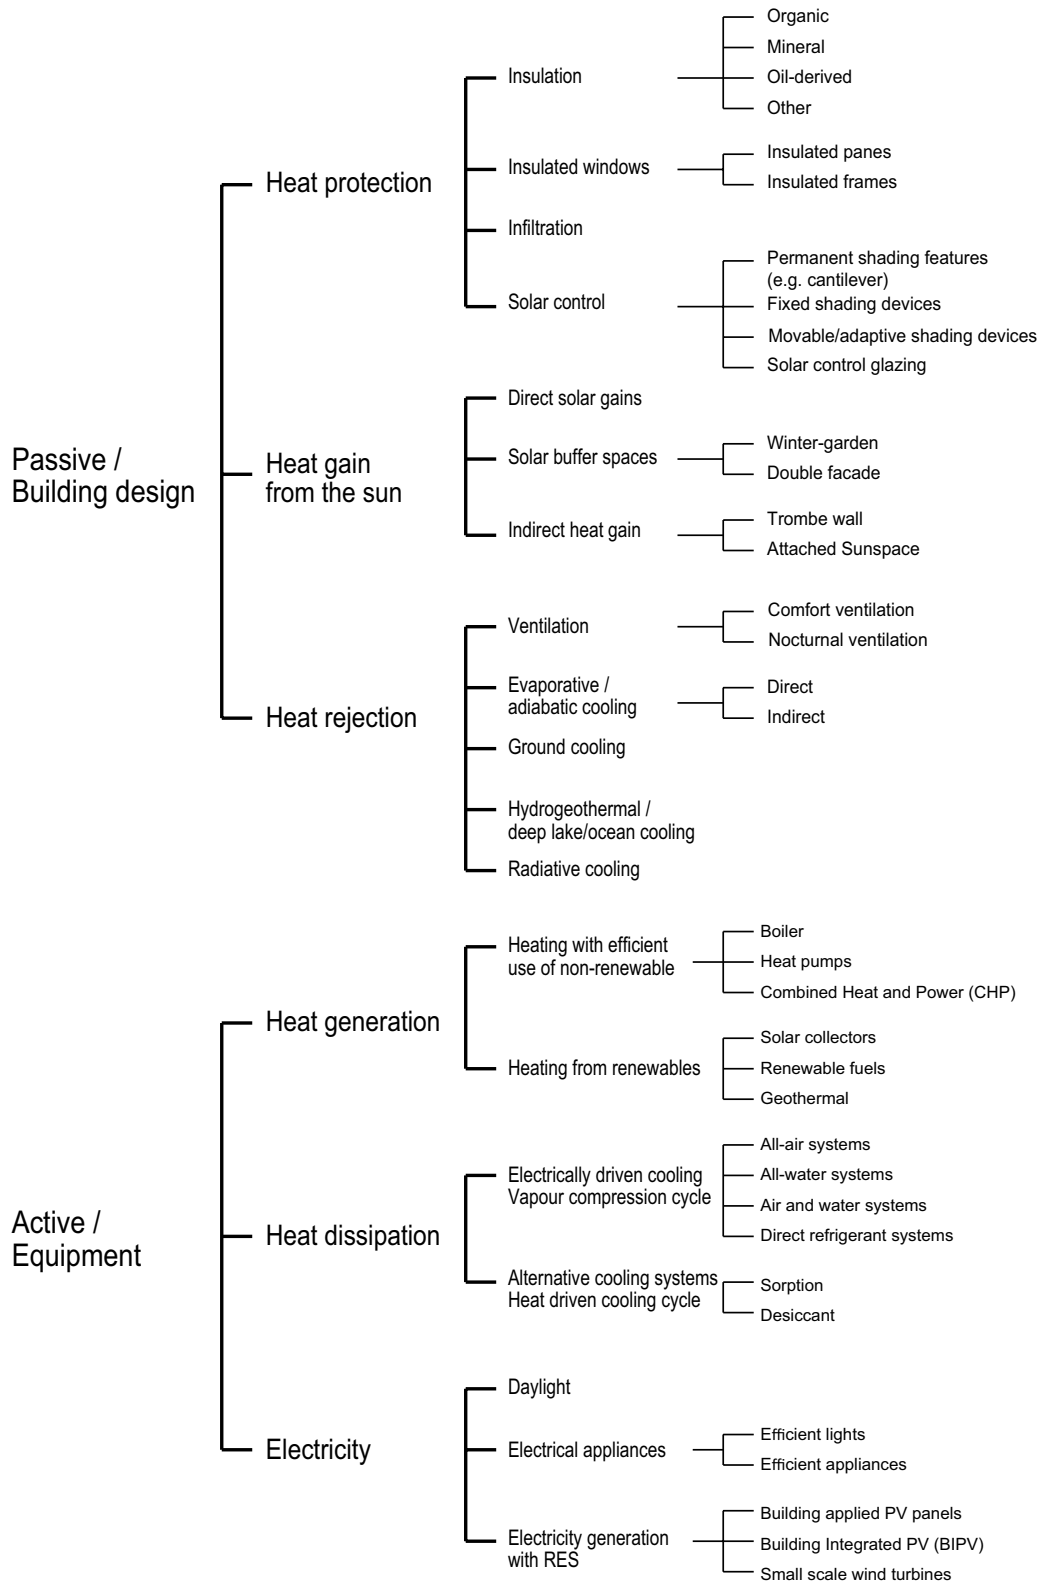 Passive /
Building design
Heat protection
Insulation
Organic
Mineral
Oil-derived
Other
Insulated windows
Insulated panes
Insulated frames
Infiltration
Solar control
Permanent shading features
(e.g. cantilever)
Fixed shading devices
Movable/adaptive shading devices
Solar control glazing
Heat gain
from the sun
Direct solar gains
Solar buffer spaces
Winter-garden
Double facade
Indirect heat gain
Trombe wall
Attached Sunspace
Heat rejection
Ventilation
Comfort ventilation
Nocturnal ventilation
Evaporative /
adiabatic cooling
Direct
Indirect
Ground cooling
Hydrogeothermal /
deep lake/ocean cooling
Radiative cooling
Active /
Equipment
Heat generation
Heating with efficient
use of non-renewable
Boiler
Heat pumps
Combined Heat and Power (CHP)
Heating from renewables
Solar collectors
Renewable fuels
Geothermal
Heat dissipation
Electrically driven cooling
Vapour compression cycle
All-air systems
All-water systems
Air and water systems
Direct refrigerant systems
Alternative cooling systems
Heat driven cooling cycle
Sorption
Desiccant
Electricity
Daylight
Electrical appliances
Efficient lights
Efficient appliances
Electricity generation
with RES
Building applied PV panels
Building Integrated PV (BIPV)
Small scale wind turbines